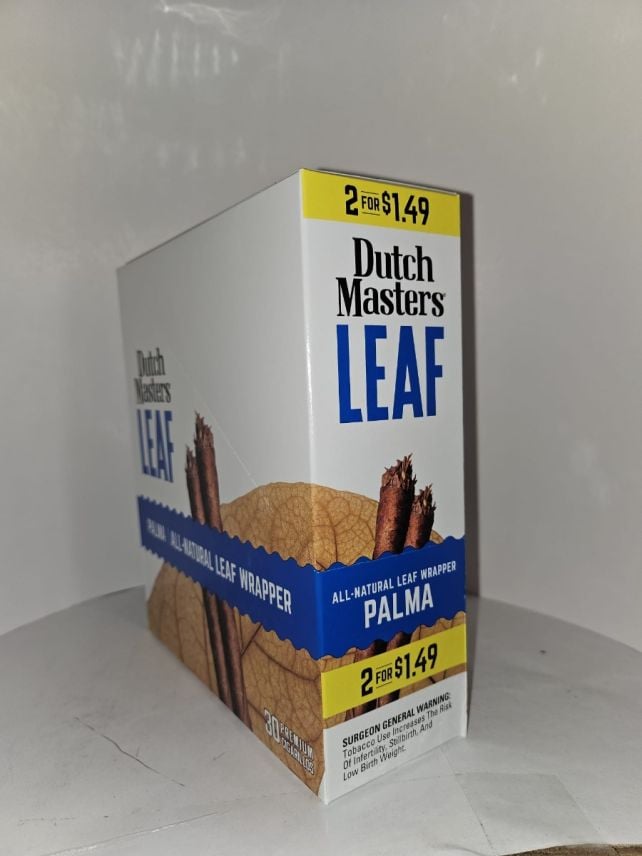 2 FOR $1.49
Dutch
Masters
LEAF
ALL-NATURAL LEAF WRAPPER
PALMA
2 FOR $1.49
SURGEON GENERAL WARNING:
Tobacco Use Increases The Risk
Of Infertility, Stillbirth, And
Low Birth Weight.
Dutch
Masters
LEAF
PALMA ALL-NATURAL LEAF WRAPPER
30 PREMIUM
CIGARILLOS